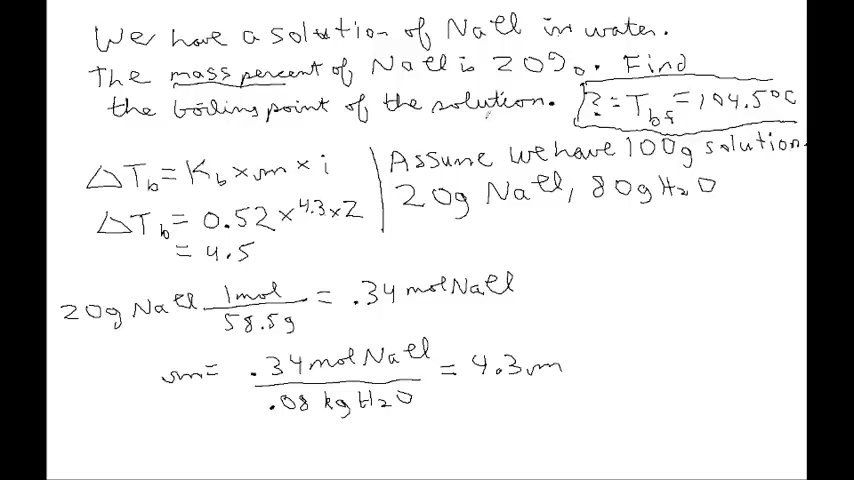 We have a solution of NaCl in water.
The mass percent of NaCl is 20%. Find
the boiling point of the solution. ? = Tbf = 104.5°C
ΔTb = Kb × m × i
ΔTb = 0.52 × 4.3 × 2
= 4.5
Assume we have 100g solution.
20g NaCl, 80g H2O
20g NaCl 1mol/58.5g = .34 mol NaCl
m = .34 mol NaCl/.08 kg H2O = 4.3 m